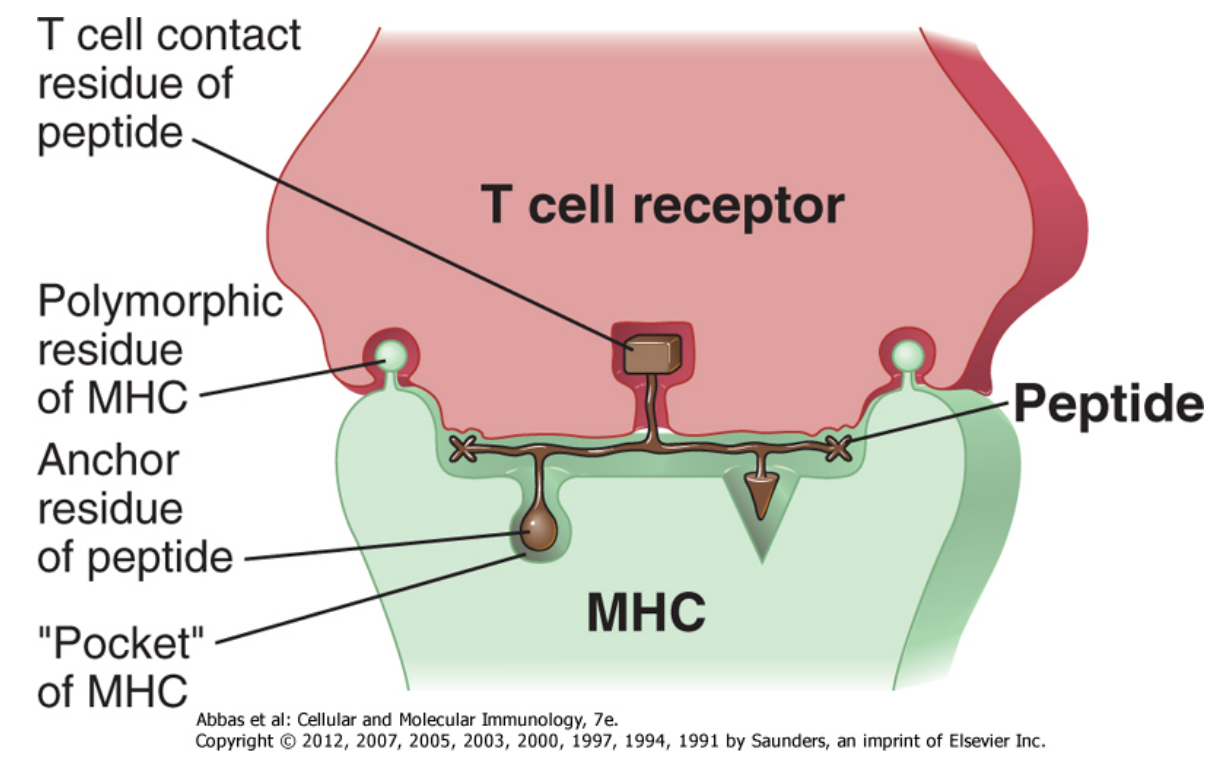 T cell contact
residue of
peptide
T cell receptor
Polymorphic
residue
of MHC
Peptide
Anchor
residue
of peptide
MHC
"Pocket"
of MHC
Abbas et al: Cellular and Molecular Immunology, 7e.
Copyright © 2012, 2007, 2005, 2003, 2000, 1997, 1994, 1991 by Saunders, an imprint of Elsevier Inc.